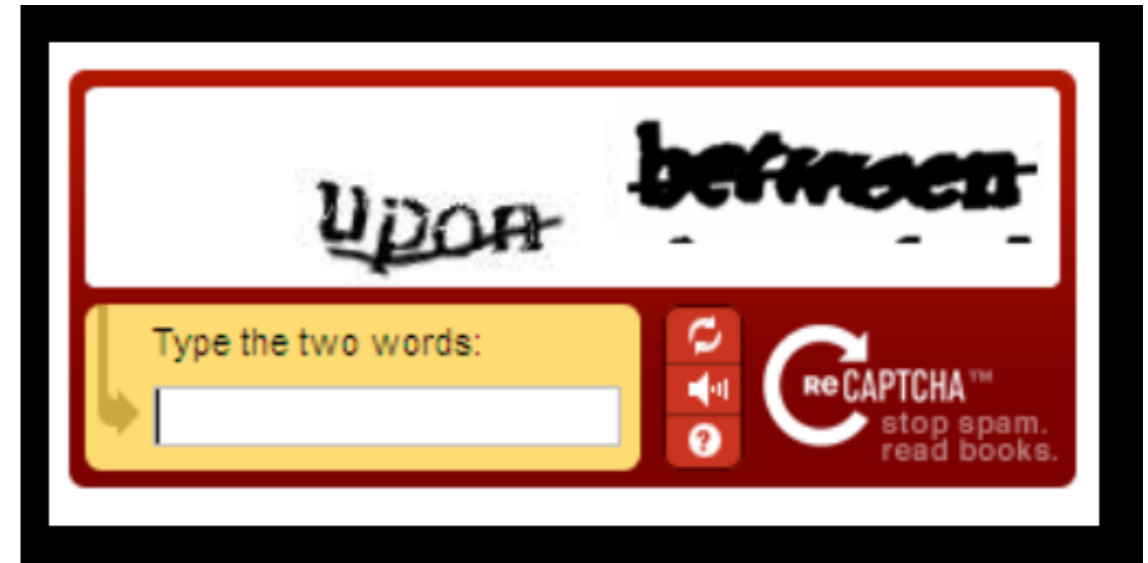 upon between
Type the two words:
ReCAPTCHA™
stop spam.
read books.